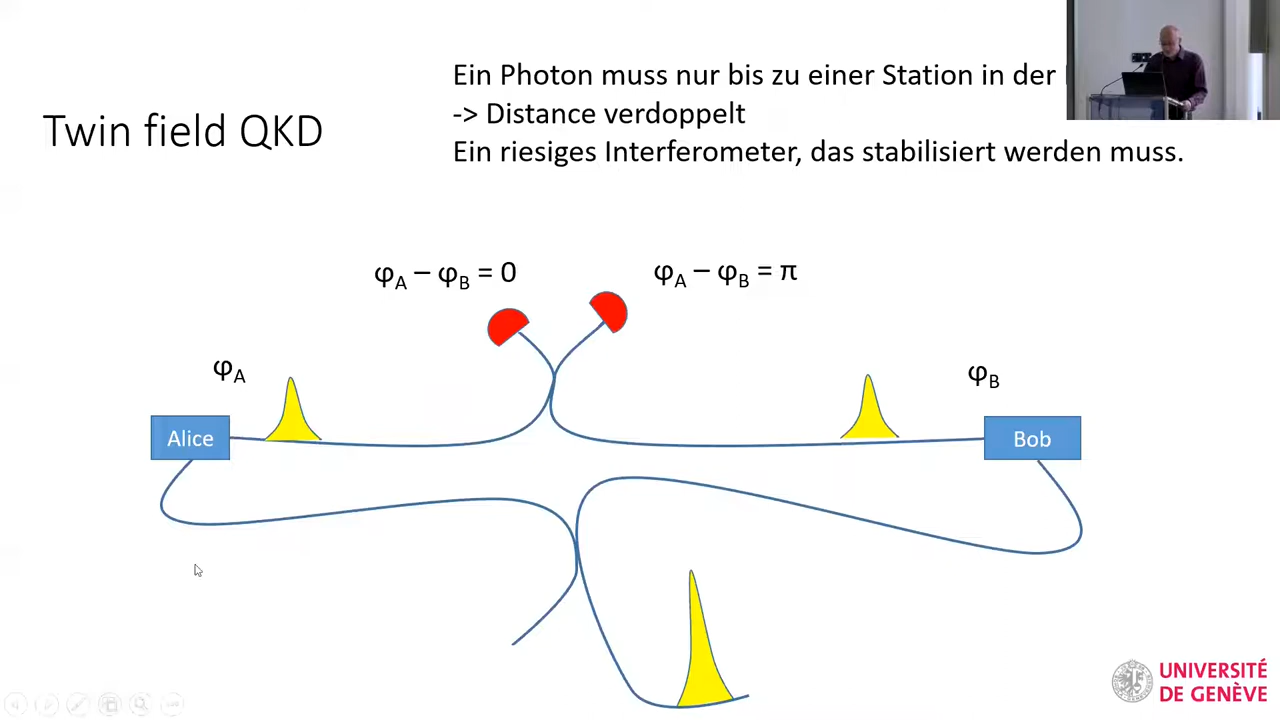 Ein Photon muss nur bis zu einer Station in der
-> Distance verdoppelt
Ein riesiges Interferometer, das stabilisiert werden muss.
Twin field QKD
φA – φB = 0
φA – φB = π
φA
φB
Alice
Bob
UNIVERSITÉ
DE GENÈVE